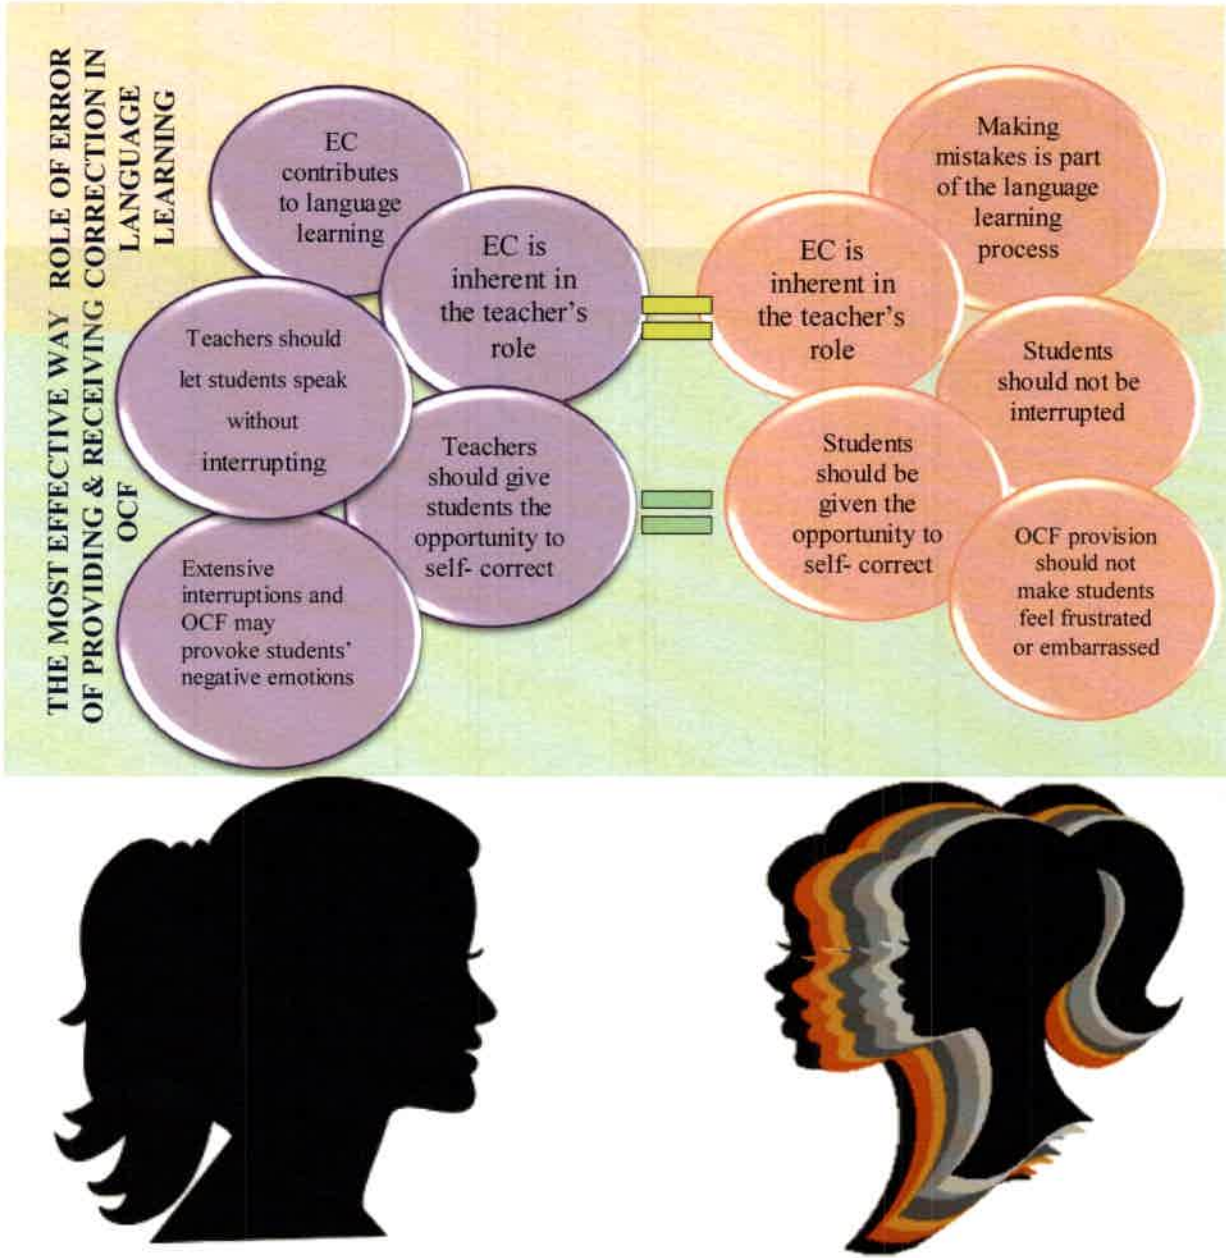 THE MOST EFFECTIVE WAY
OF PROVIDING & RECEIVING
OCF
ROLE OF ERROR
CORRECTION IN
LANGUAGE
LEARNING
EC
contributes
to language
learning
EC is
inherent in
the teacher's
role
Teachers should
let students speak
without
interrupting
Teachers
should give
students the
opportunity to
self- correct
Extensive
interruptions and
OCF may
provoke students'
negative emotions
Making
mistakes is part
of the language
learning
process
EC is
inherent in
the teacher's
role
Students
should not be
interrupted
Students
should be
given the
opportunity to
self- correct
OCF provision
should not
make students
feel frustrated
or embarrassed